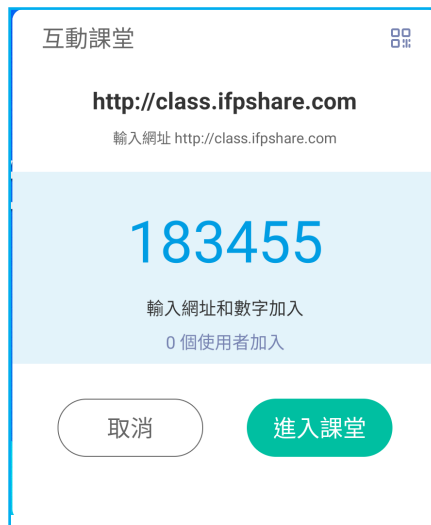 互動課堂
http://class.ifpshare.com
輸入網址 http://class.ifpshare.com
183455
輸入網址和數字加入
0 個使用者加入
取消
進入課堂